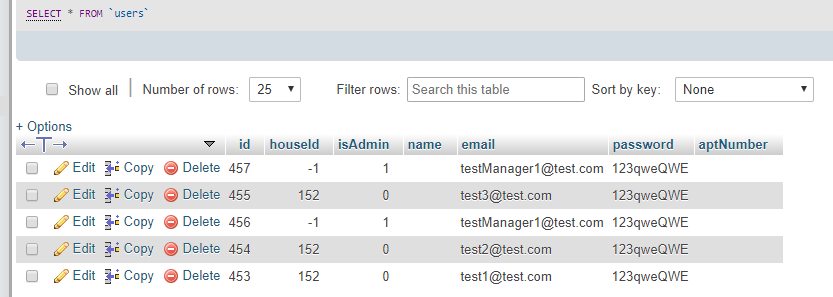 SELECT * FROM `users`
Show all Number of rows: 25 Filter rows: Search this table Sort by key: None
+ Options
←T→ id houseId isAdmin name email password aptNumber
Edit Copy Delete 457 -1 1 testManager1@test.com 123qweQWE
Edit Copy Delete 455 152 0 test3@test.com 123qweQWE
Edit Copy Delete 456 -1 1 testManager1@test.com 123qweQWE
Edit Copy Delete 454 152 0 test2@test.com 123qweQWE
Edit Copy Delete 453 152 0 test1@test.com 123qweQWE